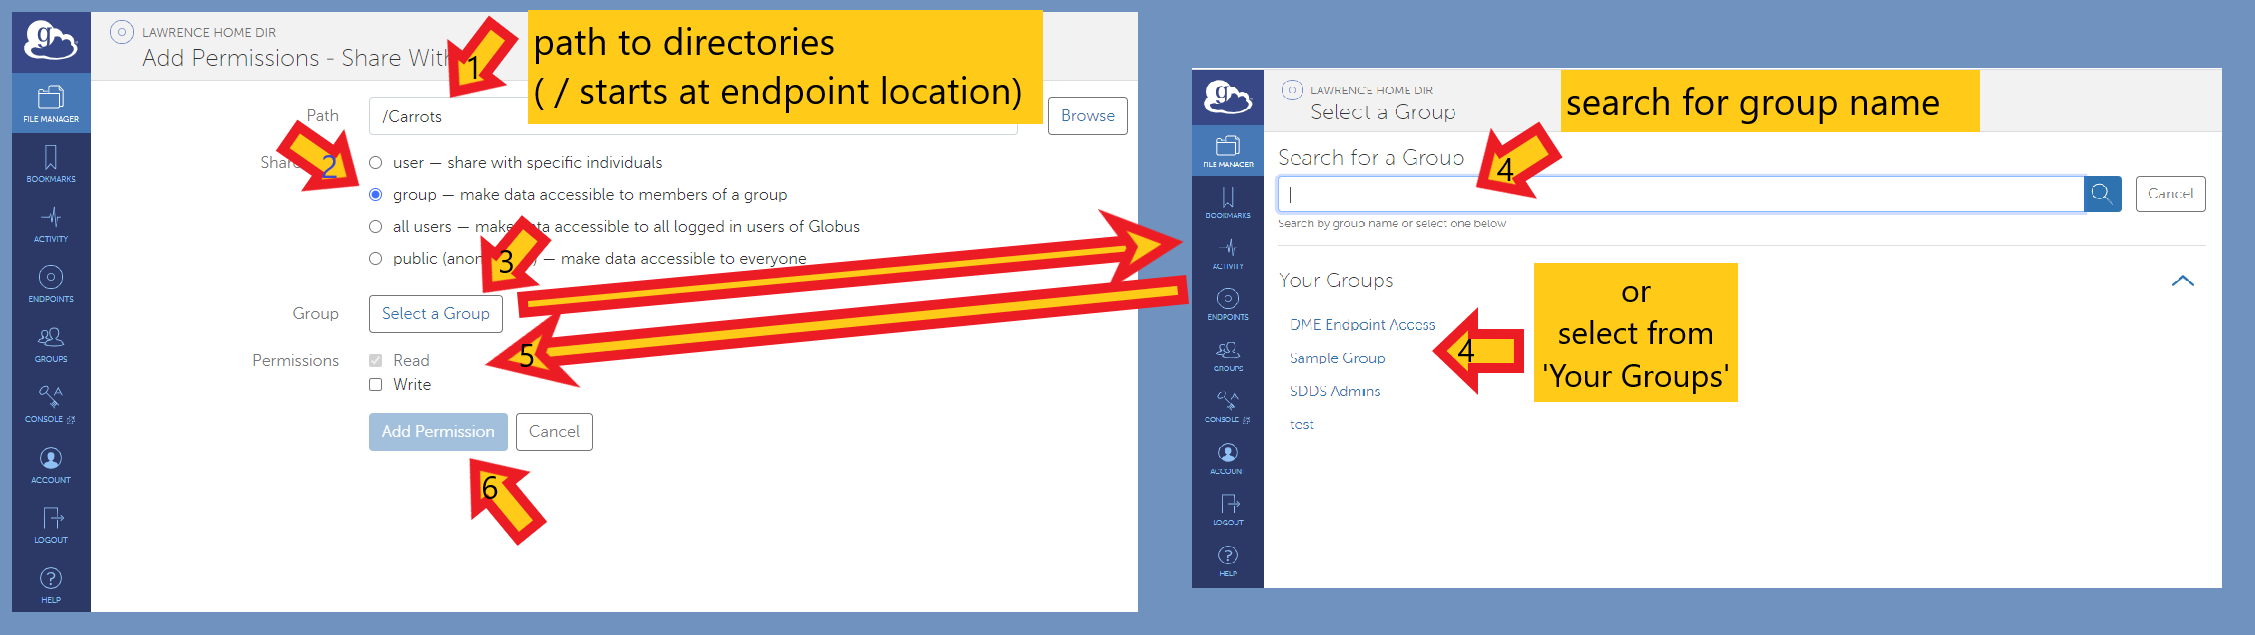 g
LAWRENCE HOME DIR
Add Permissions - Share With
1
path to directories
( / starts at endpoint location)
Path
/Carrots
Browse
Share
2
user — share with specific individuals
group — make data accessible to members of a group
all users — make data accessible to all logged in users of Globus
public — make data accessible to everyone
3
Group
Select a Group
Permissions
5
Read
Write
Add Permission
Cancel
6
FILE MANAGER
BOOKMARKS
ACTIVITY
ENDPOINTS
GROUPS
CONSOLE
ACCOUNT
LOGOUT
HELP
g
LAWRENCE HOME DIR
Select a Group
search for group name
Search for a Group
4
Cancel
Search by group name or select one below
Your Groups
DME Endpoint Access
Sample Group
SDDS Admins
test
4
or
select from
'Your Groups'
FILE MANAGER
BOOKMARKS
ACTIVITY
ENDPOINTS
GROUPS
CONSOLE
ACCOUN
LOGOUT
HELP